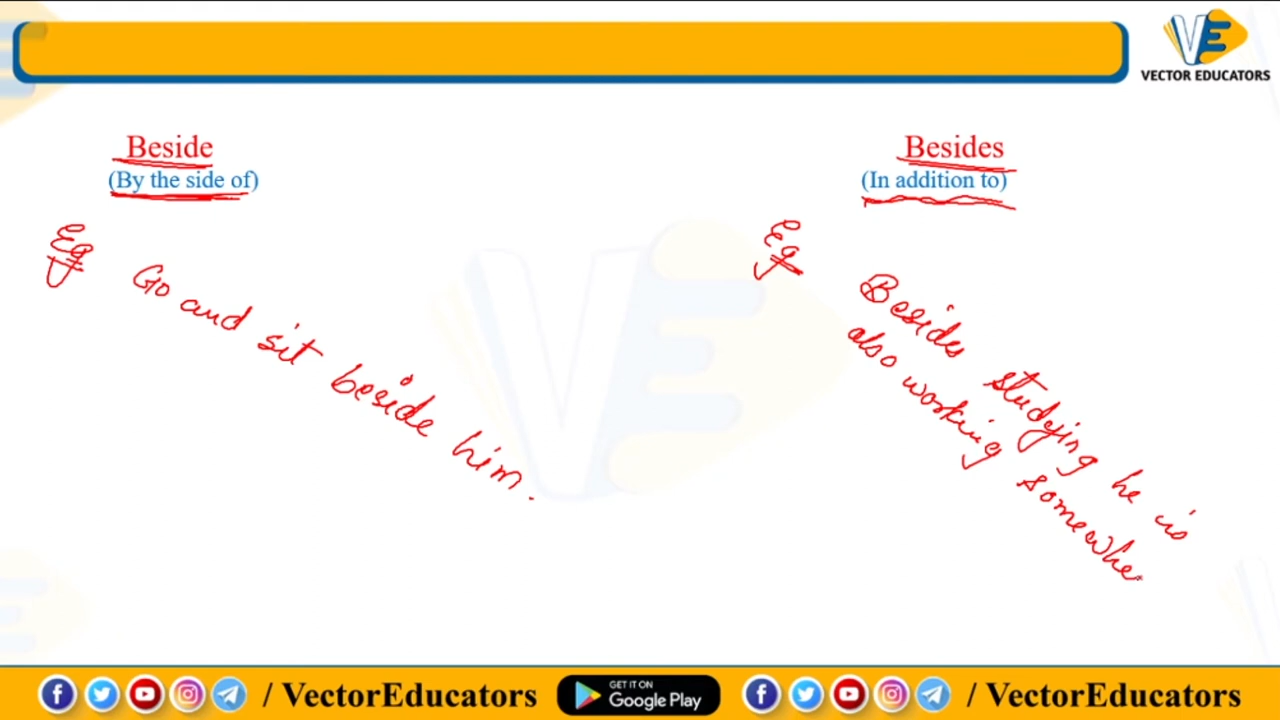 VECTOR EDUCATORS
Beside
(By the side of)
Eg Go and sit beside him.
Besides
(In addition to)
Eg Besides studying he is
also working somewhe
/ VectorEducators
GET IT ON
Google Play
/ VectorEducators